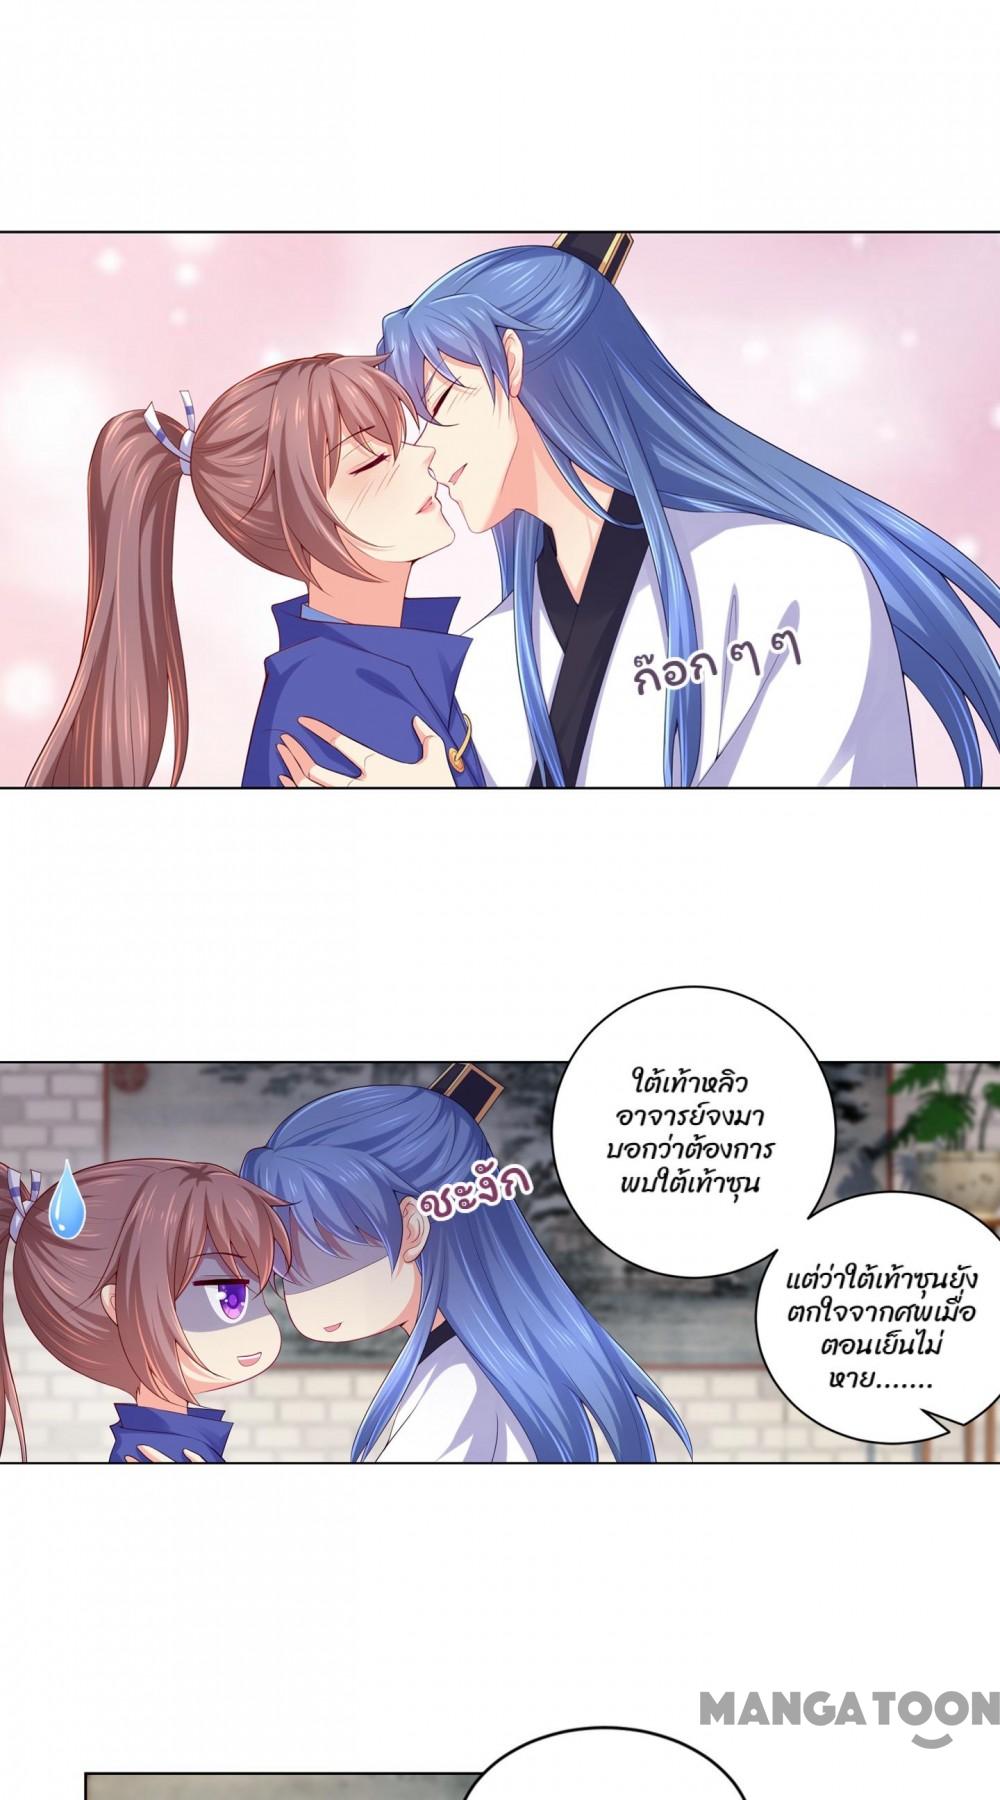 ก๊อก ๆ ๆ
ใต้เท้าหลิว
อาจารย์จงมา
บอกว่าต้องการ
พบใต้เท้าซุน
ชะงัก
แต่ว่าใต้เท้าซุนยัง
ตกใจจากศพเมื่อ
ตอนเย็นไม่
หาย.......
MANGATOON